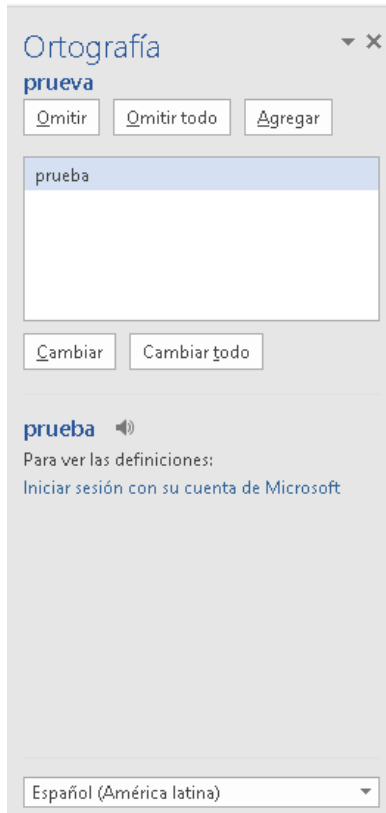 Ortografía
prueva
Omitir Omitir todo Agregar
prueba
Cambiar Cambiar todo
prueba
Para ver las definiciones:
Iniciar sesión con su cuenta de Microsoft
Español (América latina)